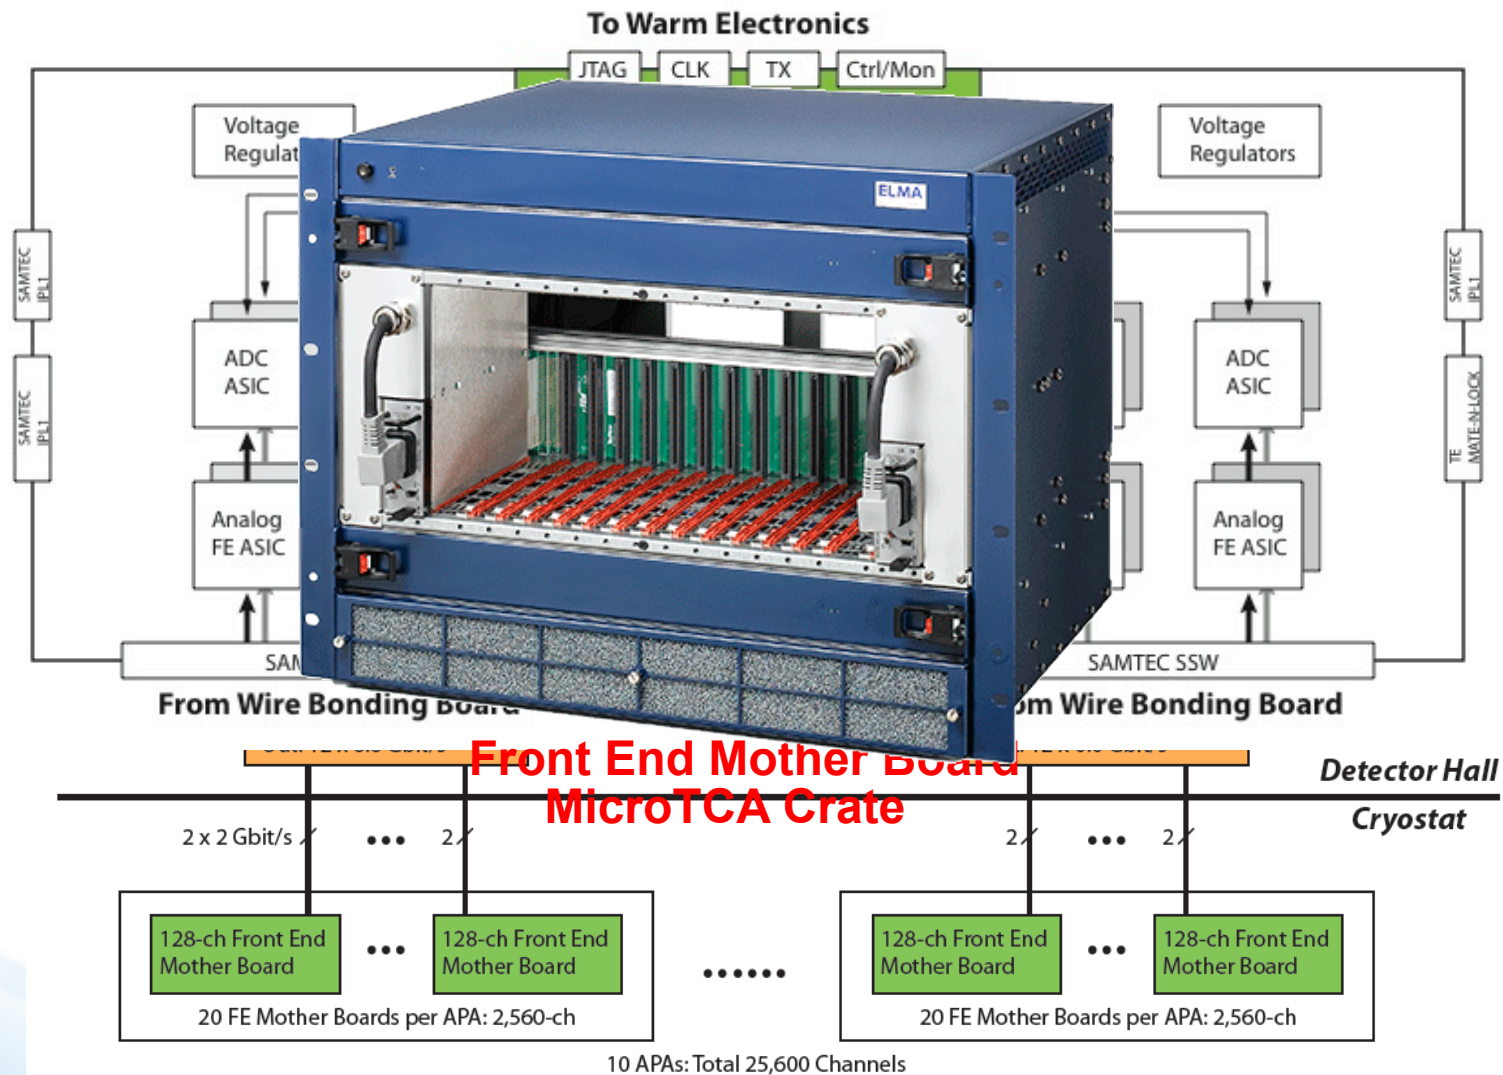 To Warm Electronics
JTAG
CLK
TX
Ctrl/Mon
Voltage
Voltage
Regulators
ELMA
SAMTEC
IPL1
SAMTEC
IPL1
SAMTEC
IPL1
TE
MATE-N-LOCK
ADC
ASIC
ADC
ASIC
Analog
FE ASIC
Analog
FE ASIC
SAMTEC SSW
From Wire Bonding Board
Wire Bonding Board
Front End Mother Board
MicroTCA Crate
Detector Hall
Cryostat
2 x 2 Gbit/s
•••
2
2
•••
2
128-ch Front End
Mother Board
•••
128-ch Front End
Mother Board
••••••
128-ch Front End
Mother Board
•••
128-ch Front End
Mother Board
20 FE Mother Boards per APA: 2,560-ch
20 FE Mother Boards per APA: 2,560-ch
10 APAs: Total 25,600 Channels